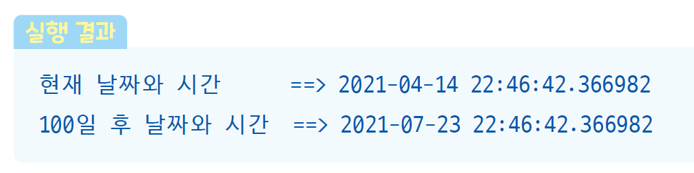 실행 결과
현재 날짜와 시간 ==> 2021-04-14 22:46:42.366982
100일 후 날짜와 시간 ==> 2021-07-23 22:46:42.366982